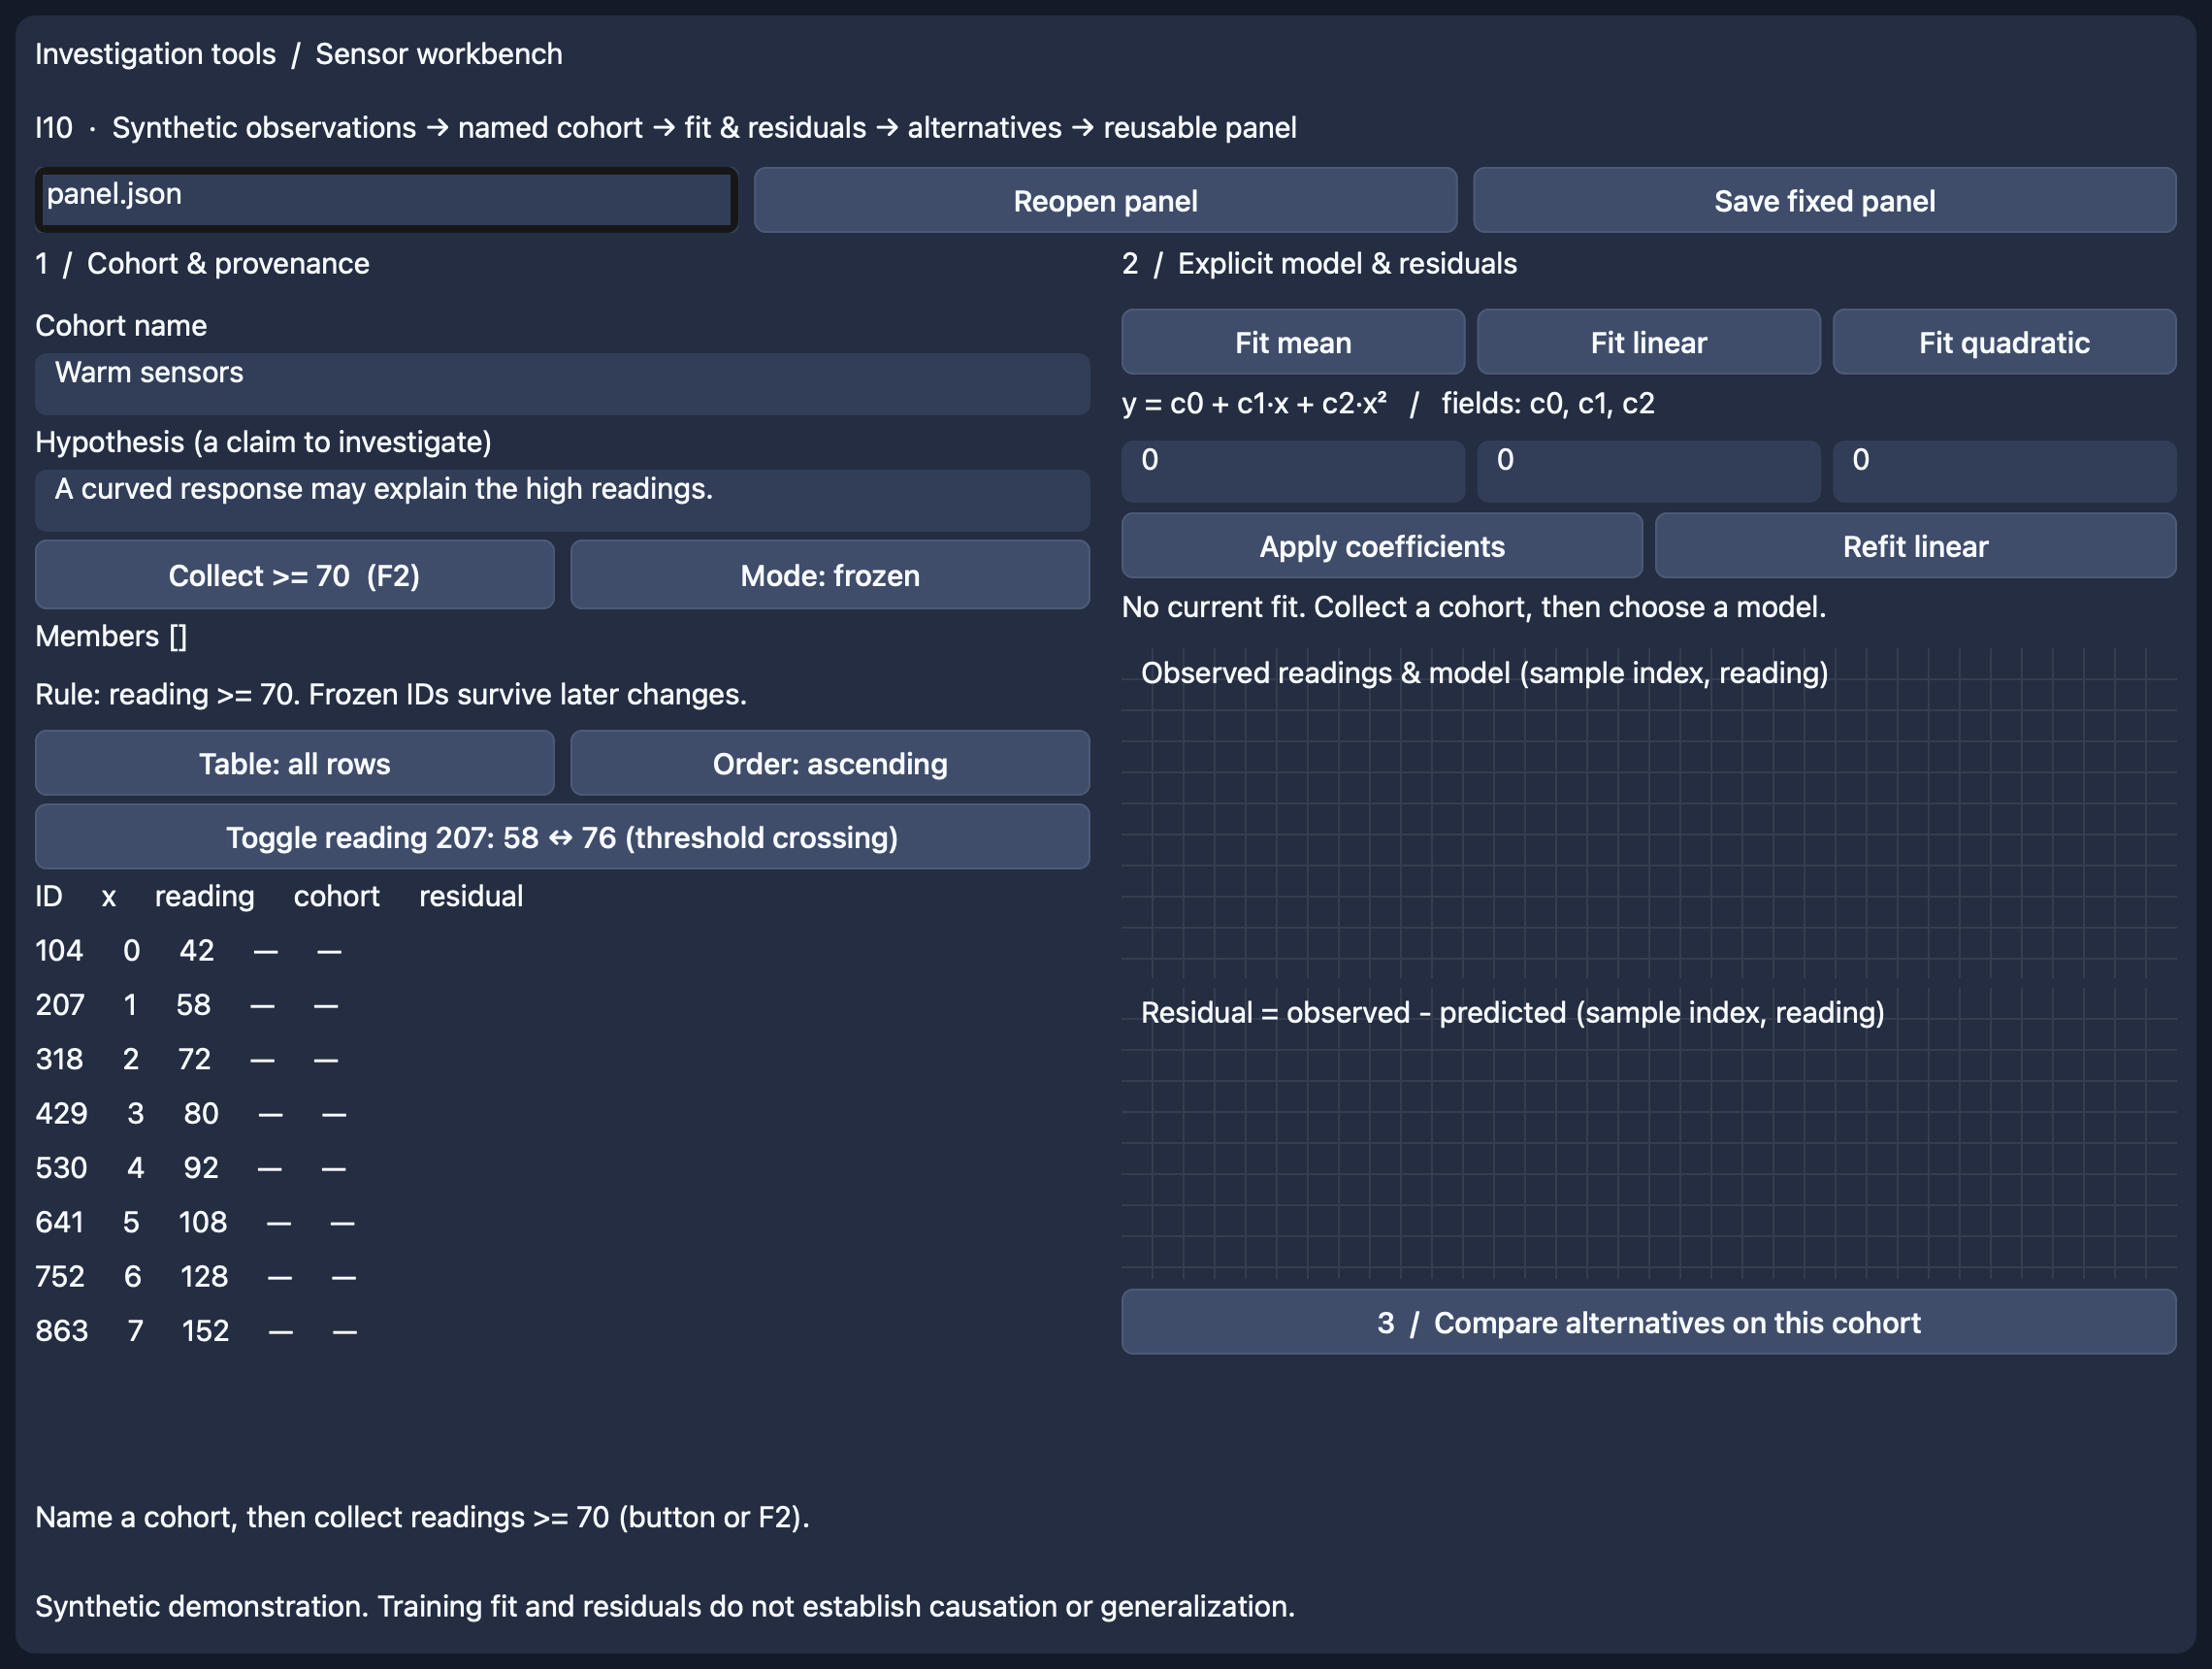 Investigation tools / Sensor workbench
I10 · Synthetic observations → named cohort → fit & residuals → alternatives → reusable panel
panel.json
Reopen panel
Save fixed panel
1 / Cohort & provenance
Cohort name
Warm sensors
Hypothesis (a claim to investigate)
A curved response may explain the high readings.
Collect >= 70 (F2)
Mode: frozen
Members []
Rule: reading >= 70. Frozen IDs survive later changes.
Table: all rows
Order: ascending
Toggle reading 207: 58 ↔ 76 (threshold crossing)
ID x reading cohort residual
104 0 42 — —
207 1 58 — —
318 2 72 — —
429 3 80 — —
530 4 92 — —
641 5 108 — —
752 6 128 — —
863 7 152 — —
2 / Explicit model & residuals
Fit mean
Fit linear
Fit quadratic
y = c0 + c1·x + c2·x² / fields: c0, c1, c2
0
0
0
Apply coefficients
Refit linear
No current fit. Collect a cohort, then choose a model.
Observed readings & model (sample index, reading)
Residual = observed - predicted (sample index, reading)
3 / Compare alternatives on this cohort
Name a cohort, then collect readings >= 70 (button or F2).
Synthetic demonstration. Training fit and residuals do not establish causation or generalization.